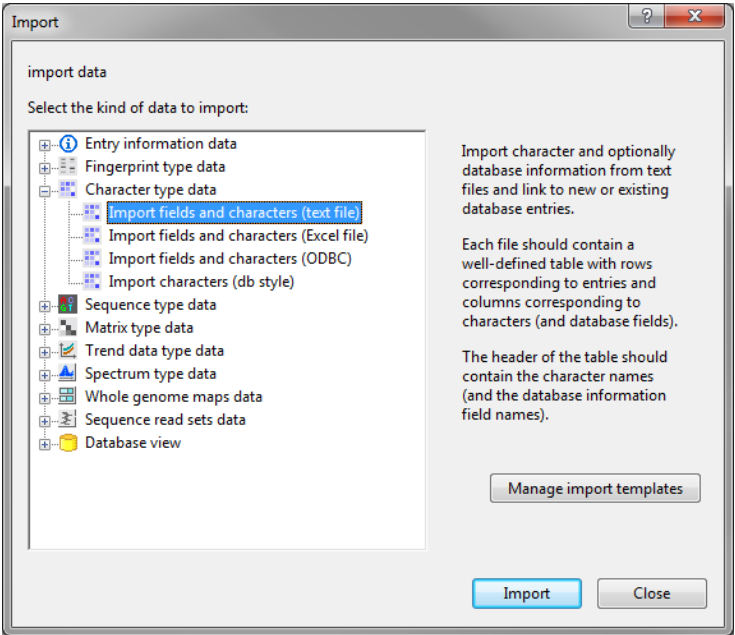 Import
import data
Select the kind of data to import:
Entry information data
Fingerprint type data
Character type data
Import fields and characters (text file)
Import fields and characters (Excel file)
Import fields and characters (ODBC)
Import characters (db style)
Sequence type data
Matrix type data
Trend data type data
Spectrum type data
Whole genome maps data
Sequence read sets data
Database view
Import character and optionally
database information from text
files and link to new or existing
database entries.
Each file should contain a
well-defined table with rows
corresponding to entries and
columns corresponding to
characters (and database fields).
The header of the table should
contain the character names
(and the database information
field names).
Manage import templates
Import
Close